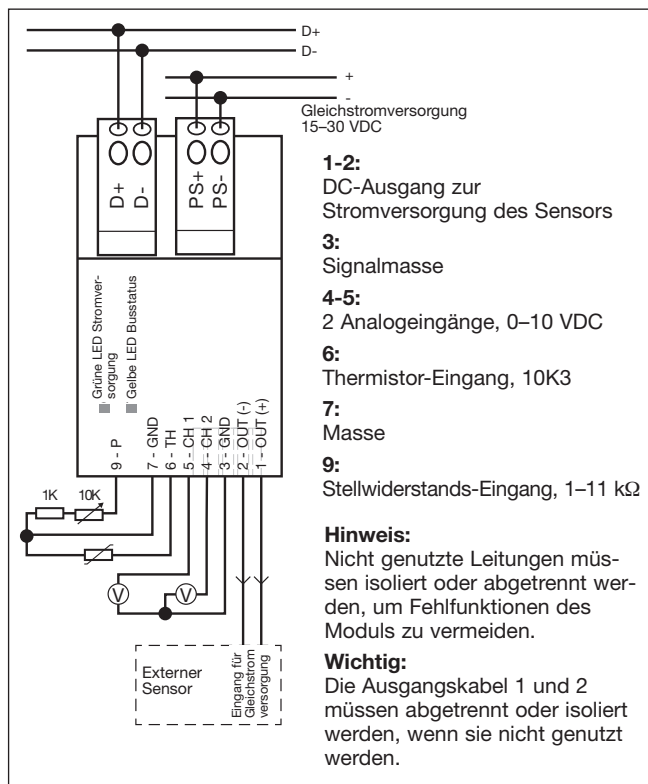 D+
D-
+
-
Gleichstromversorgung
15–30 VDC
D+
D-
PS+
PS-
Grüne LED Stromver-
sorgung
Gelbe LED Busstatus
9 - P
7 - GND
6 - TH
5 - CH 1
4 - CH 2
3 - GND
2 - OUT (-)
1 - OUT (+)
1K
10K
V
V
Externer
Sensor
Eingang für
Gleichstrom
versorgung
1-2:
DC-Ausgang zur
Stromversorgung des Sensors
3:
Signalmasse
4-5:
2 Analogeingänge, 0–10 VDC
6:
Thermistor-Eingang, 10K3
7:
Masse
9:
Stellwiderstands-Eingang, 1–11 kΩ
Hinweis:
Nicht genutzte Leitungen müs-
sen isoliert oder abgetrennt wer-
den, um Fehlfunktionen des
Moduls zu vermeiden.
Wichtig:
Die Ausgangskabel 1 und 2
müssen abgetrennt oder isoliert
werden, wenn sie nicht genutzt
werden.